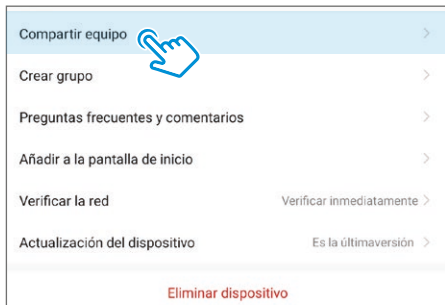 Compartir equipo
Crear grupo
Preguntas frecuentes y comentarios
Añadir a la pantalla de inicio
Verificar la red Verificar inmediatamente
Actualización del dispositivo Es la últimaversión
Eliminar dispositivo